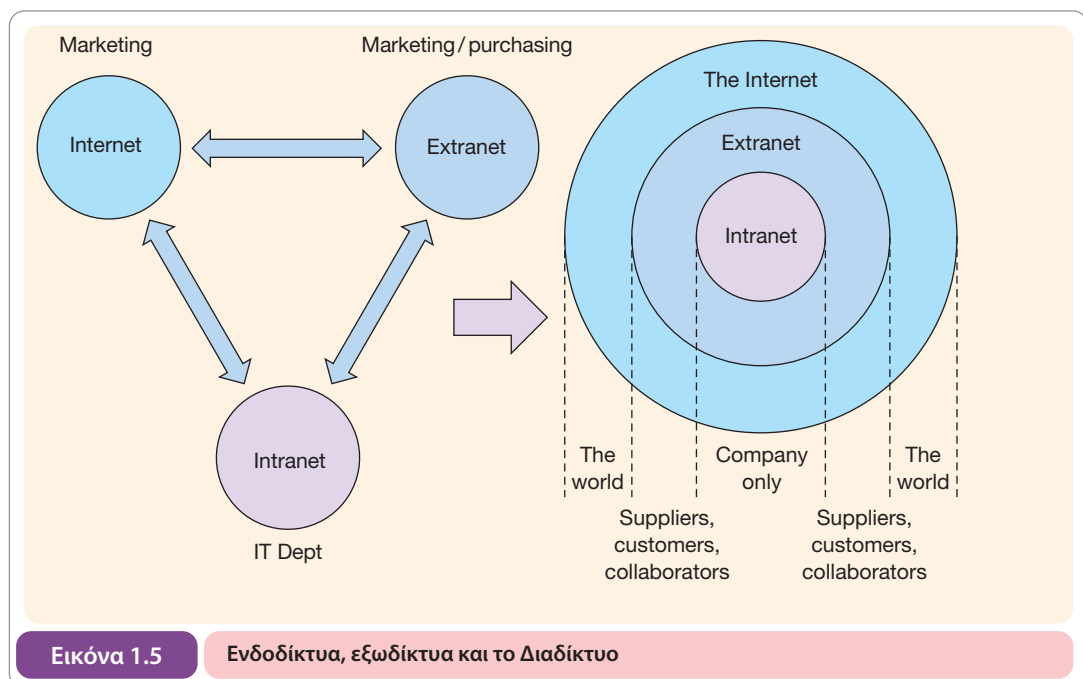 Marketing
Marketing / purchasing
Internet
Extranet
Intranet
IT Dept
The Internet
Extranet
Intranet
The
world
Company
only
The
world
Suppliers,
customers,
collaborators
Suppliers,
customers,
collaborators
Εικόνα 1.5
Ενδοδίκτυα, εξωδίκτυα και το Διαδίκτυο